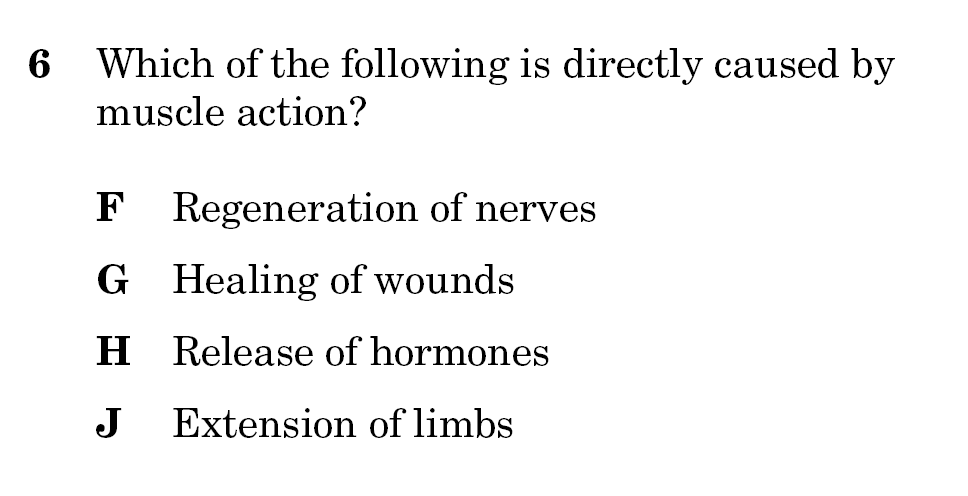 6 Which of the following is directly caused by
muscle action?
F Regeneration of nerves
G Healing of wounds
H Release of hormones
J Extension of limbs